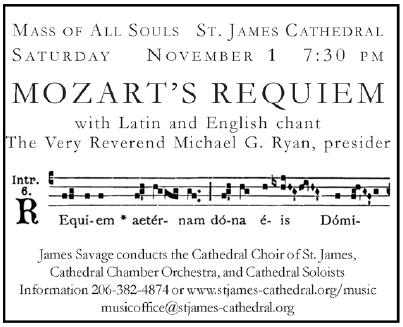 Mass of All Souls St. James Cathedral
Saturday November 1 7:30 pm
MOZART'S REQUIEM
with Latin and English chant
The Very Reverend Michael G. Ryan, presider
Intr.
6.
R Equi-em * aetér- nam dó-na é- is Dómi-
James Savage conducts the Cathedral Choir of St. James,
Cathedral Chamber Orchestra, and Cathedral Soloists
Information 206-382-4874 or www.stjames-cathedral.org/music
musicoffice@stjames-cathedral.org